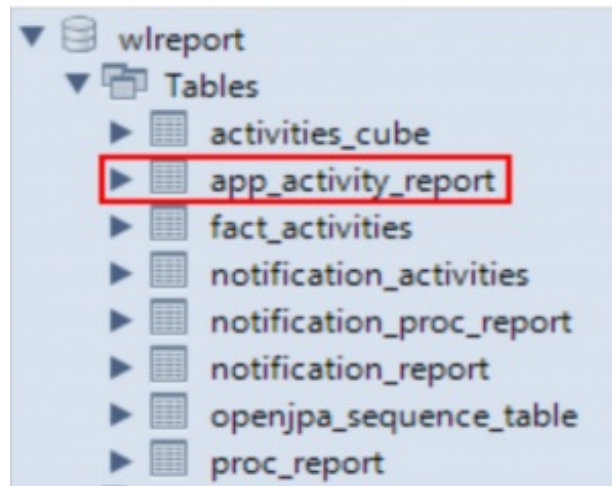 wlreport
Tables
activities_cube
app_activity_report
fact_activities
notification_activities
notification_proc_report
notification_report
openjpa_sequence_table
proc_report